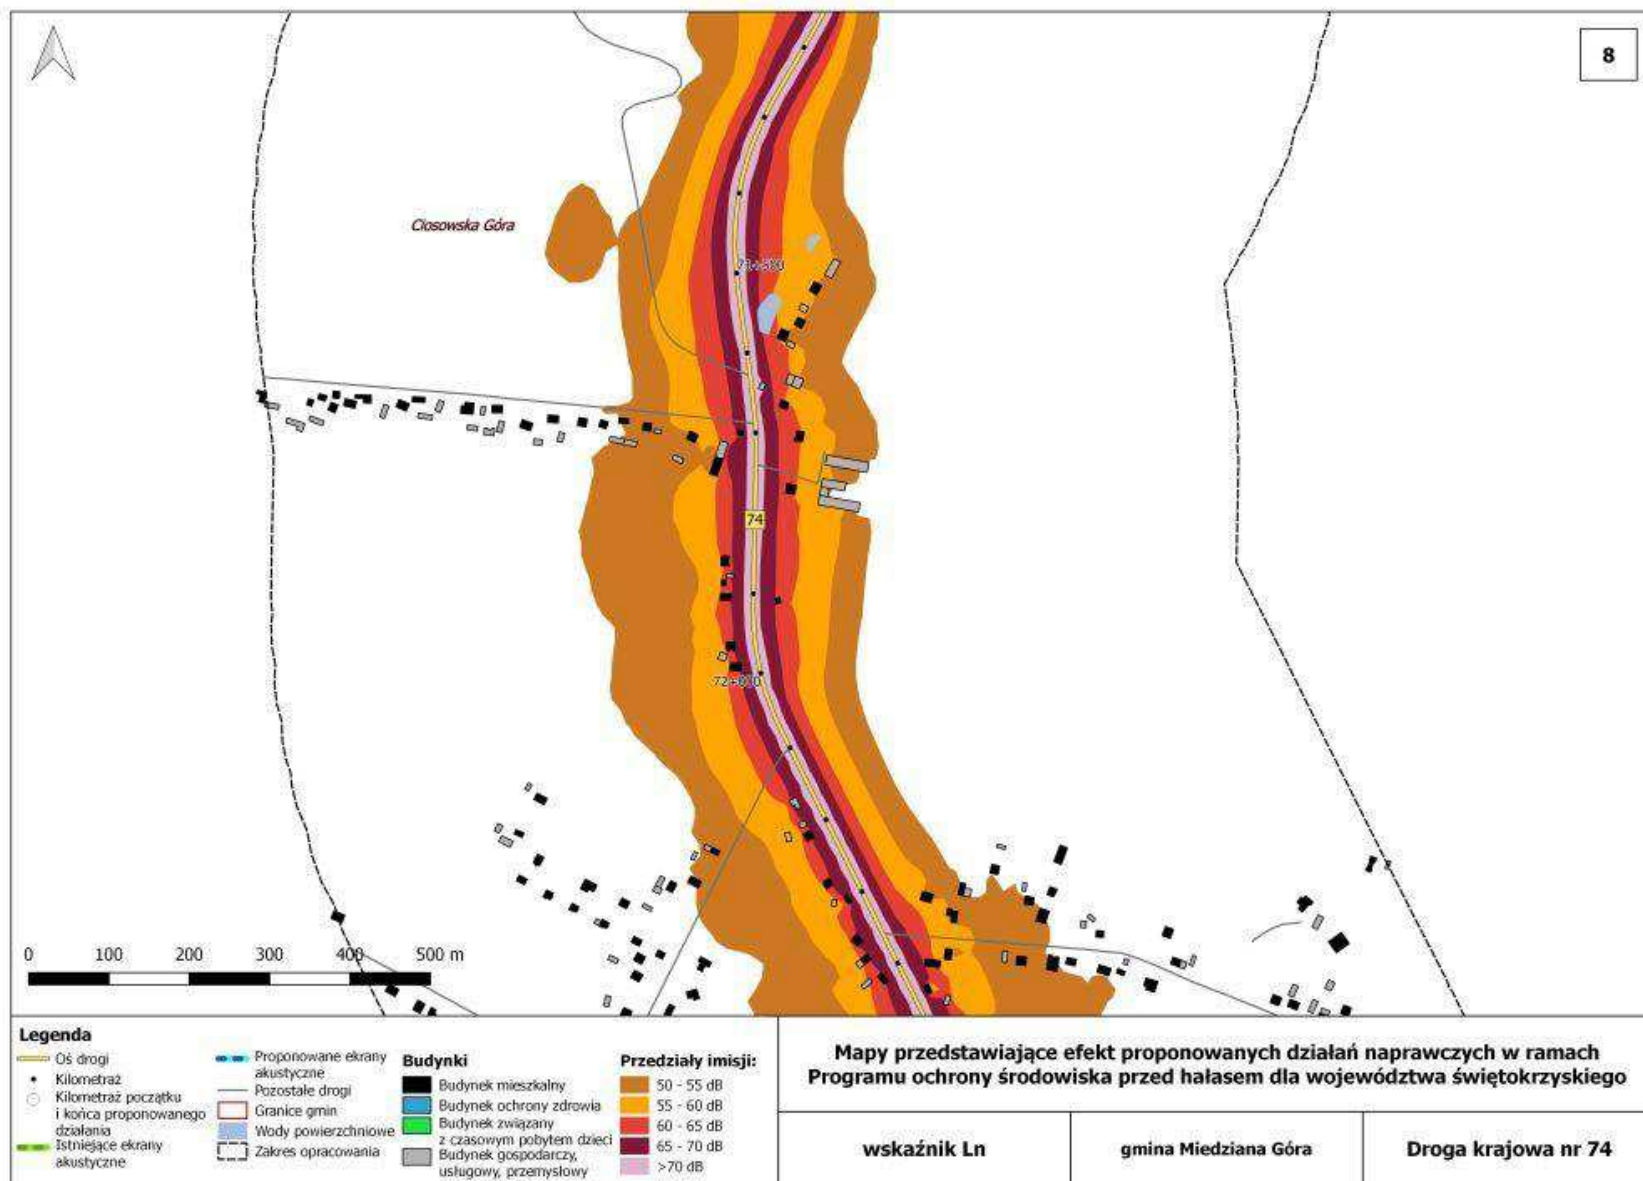 8
Ciosowska Góra
71+500
74
72+000
0 100 200 300 400 500 m
Legenda
Oś drogi
Kilometraż
Kilometraż początku
i końca proponowanego
działania
Istniejące ekrany
akustyczne
Proponowane ekrany
akustyczne
Pozostałe drogi
Granice gmin
Wody powierzchniowe
Zakres opracowania
Budynki
Budynek mieszkalny
Budynek ochrony zdrowia
Budynek związany
z czasowym pobytem dzieci
Budynek gospodarczy,
usługowy, przemysłowy
Przedziały imisji:
50 - 55 dB
55 - 60 dB
60 - 65 dB
65 - 70 dB
>70 dB
Mapy przedstawiające efekt proponowanych działań naprawczych w ramach
Programu ochrony środowiska przed hałasem dla województwa świętokrzyskiego
wskaźnik Ln
gmina Miedziana Góra
Droga krajowa nr 74